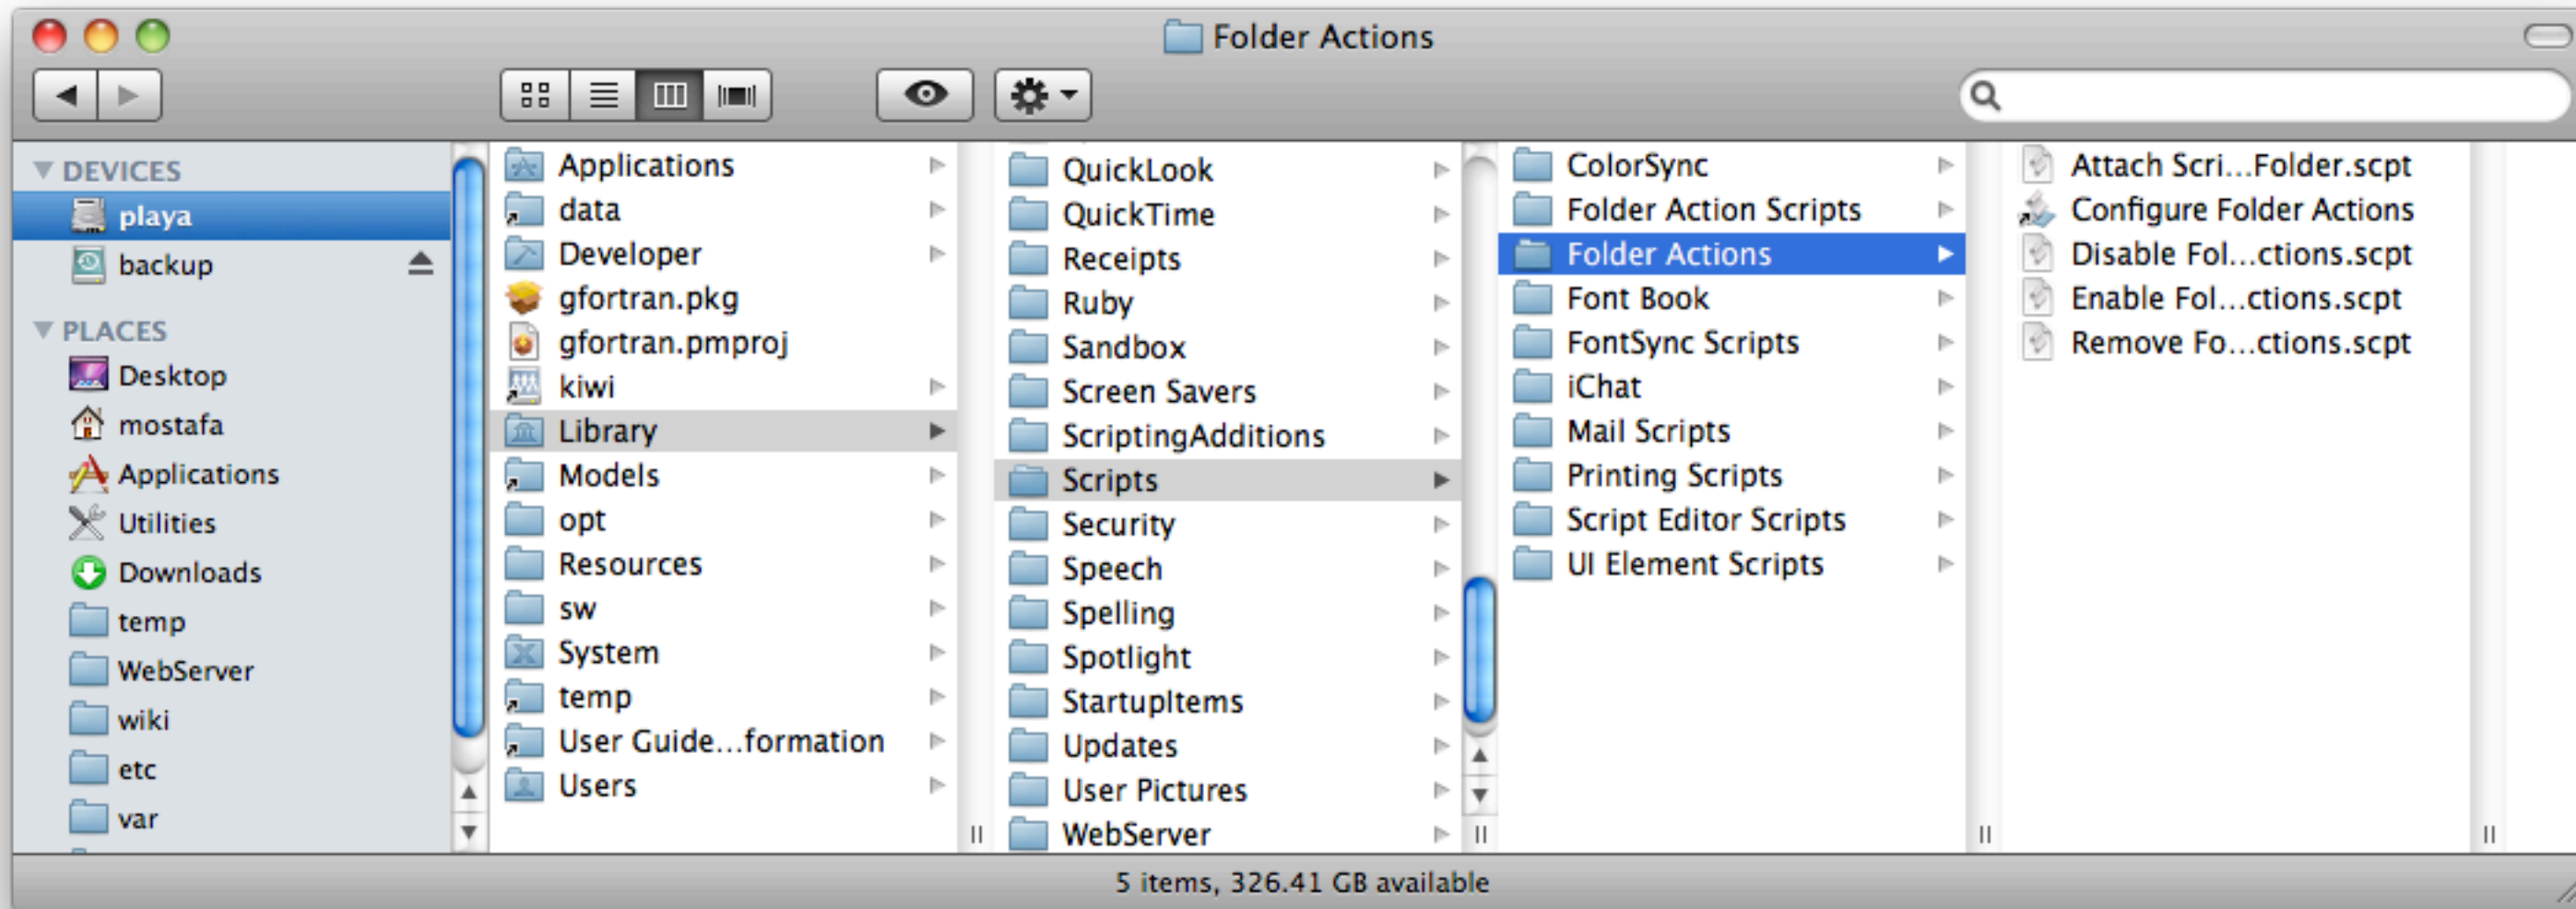 Folder Actions
DEVICES
playa
backup
PLACES
Desktop
mostafa
Applications
Utilities
Downloads
temp
WebServer
wiki
etc
var
Applications
data
Developer
gfortran.pkg
gfortran.pmproj
kiwi
Library
Models
opt
Resources
sw
System
temp
User Guide...formation
Users
QuickLook
QuickTime
Receipts
Ruby
Sandbox
Screen Savers
ScriptingAdditions
Scripts
Security
Speech
Spelling
Spotlight
StartupItems
Updates
User Pictures
WebServer
ColorSync
Folder Action Scripts
Folder Actions
Font Book
FontSync Scripts
iChat
Mail Scripts
Printing Scripts
Script Editor Scripts
UI Element Scripts
Attach Scri...Folder.scpt
Configure Folder Actions
Disable Fol...ctions.scpt
Enable Fol...ctions.scpt
Remove Fo...ctions.scpt
5 items, 326.41 GB available